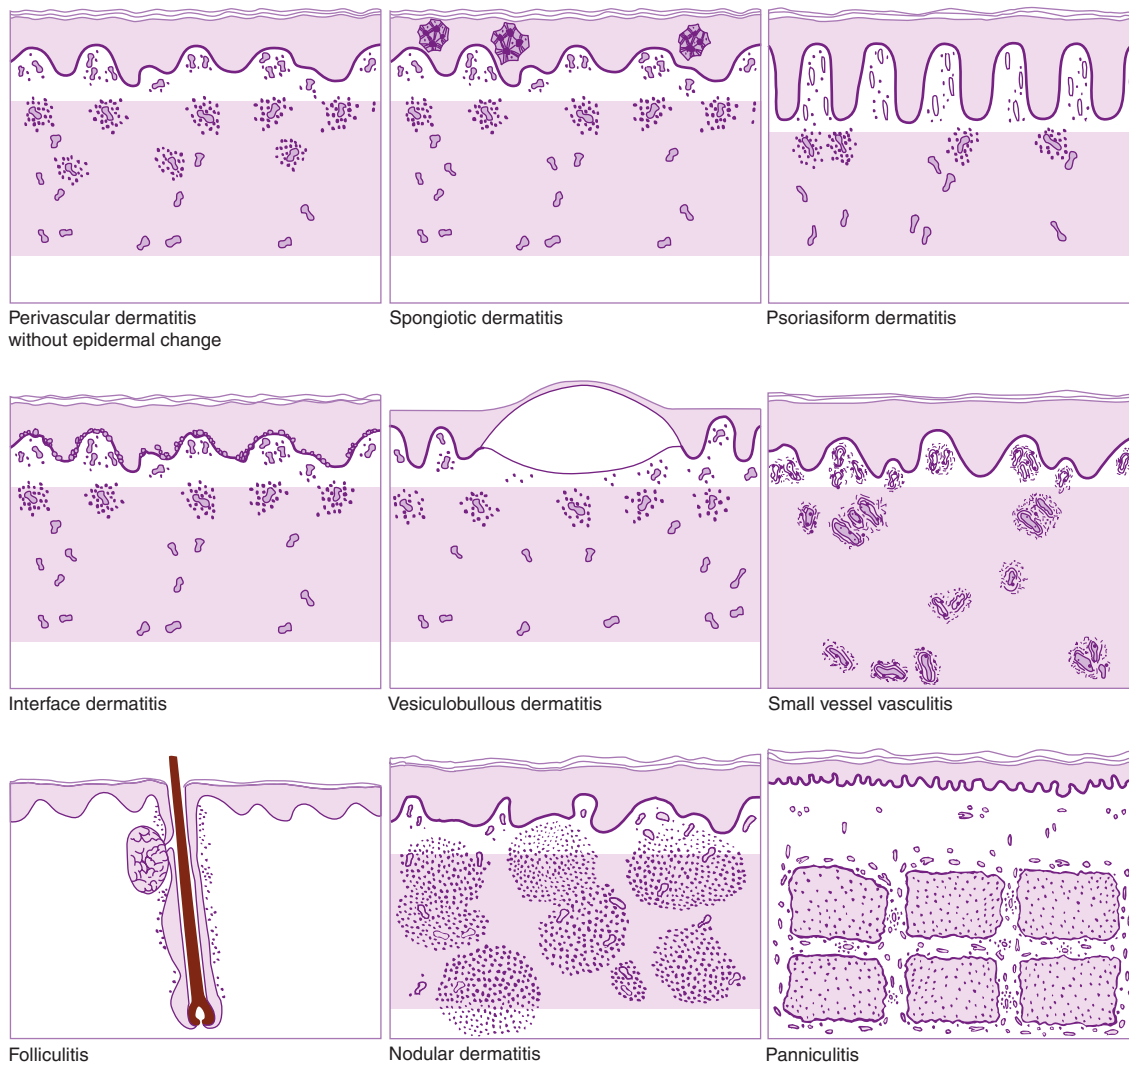 Perivascular dermatitis
without epidermal change
Spongiotic dermatitis
Psoriasiform dermatitis
Interface dermatitis
Vesiculobullous dermatitis
Small vessel vasculitis
Folliculitis
Nodular dermatitis
Panniculitis